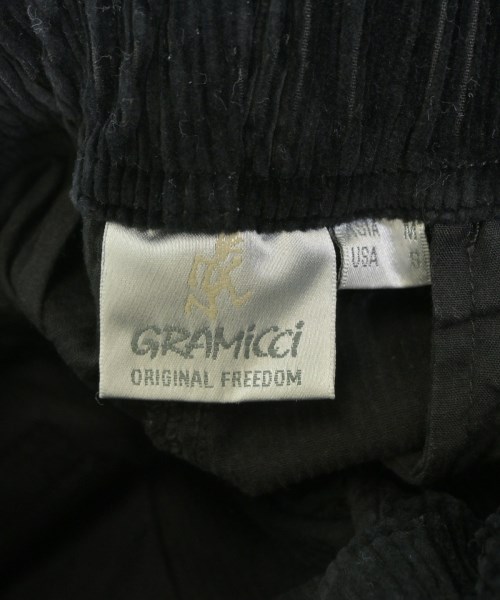 GRAMiCCi
ORIGINAL FREEDOM
ASIA M
USA S